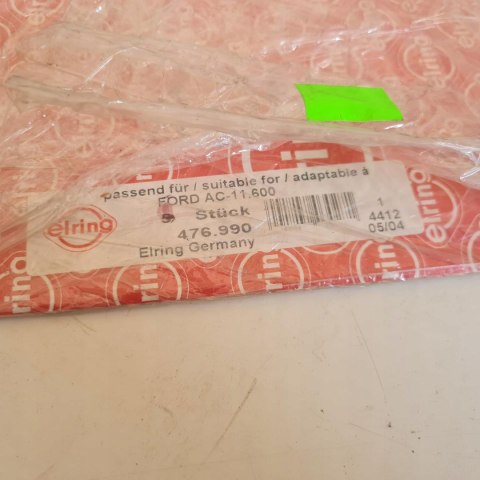 passend für / suitable for / adaptable à
FORD AC-11.600
Stück
476.990
Elring Germany
1
4412
05/04
elring
elring
elring